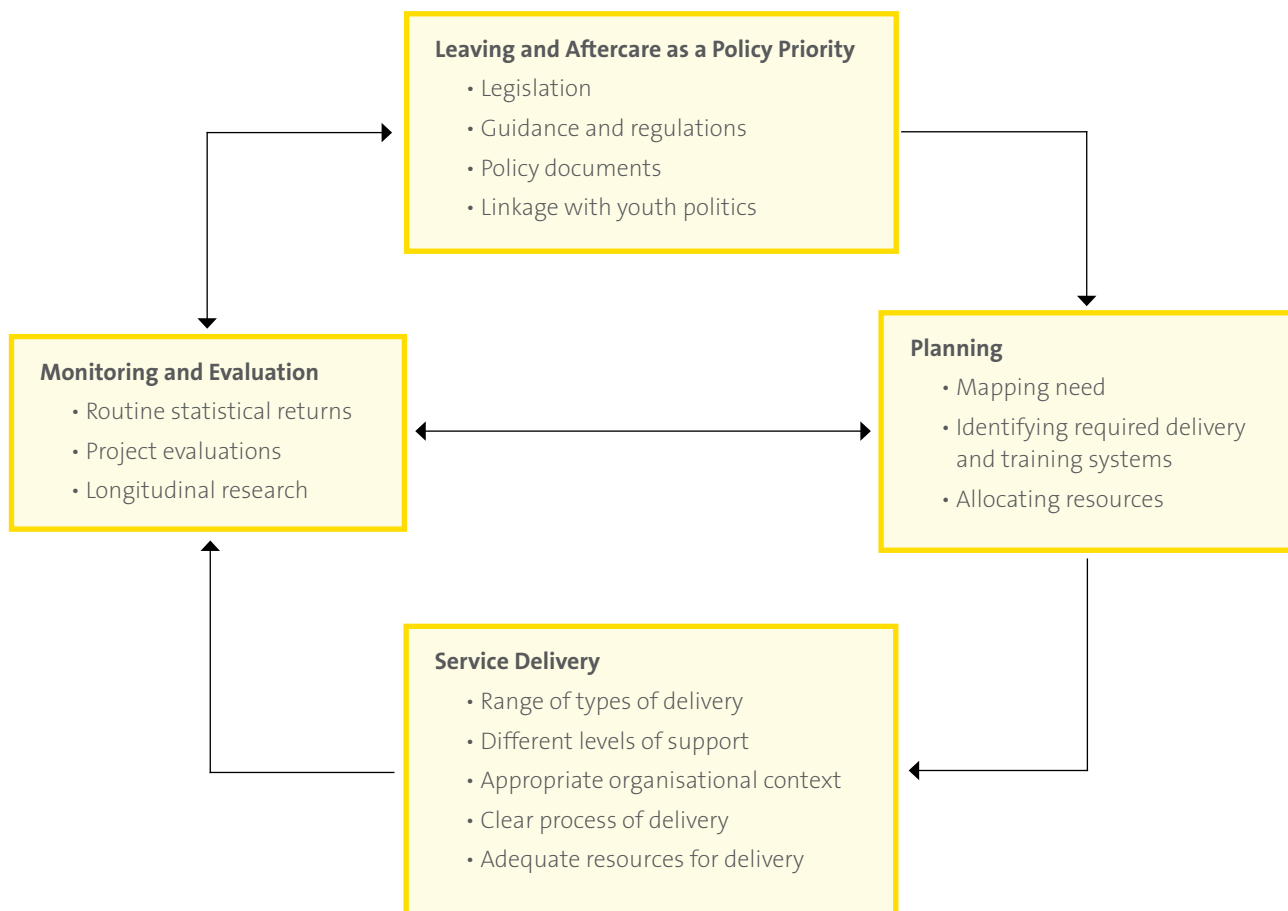 Leaving and Aftercare as a Policy Priority
• Legislation
• Guidance and regulations
• Policy documents
• Linkage with youth politics
Monitoring and Evaluation
• Routine statistical returns
• Project evaluations
• Longitudinal research
Planning
• Mapping need
• Identifying required delivery
and training systems
• Allocating resources
Service Delivery
• Range of types of delivery
• Different levels of support
• Appropriate organisational context
• Clear process of delivery
• Adequate resources for delivery